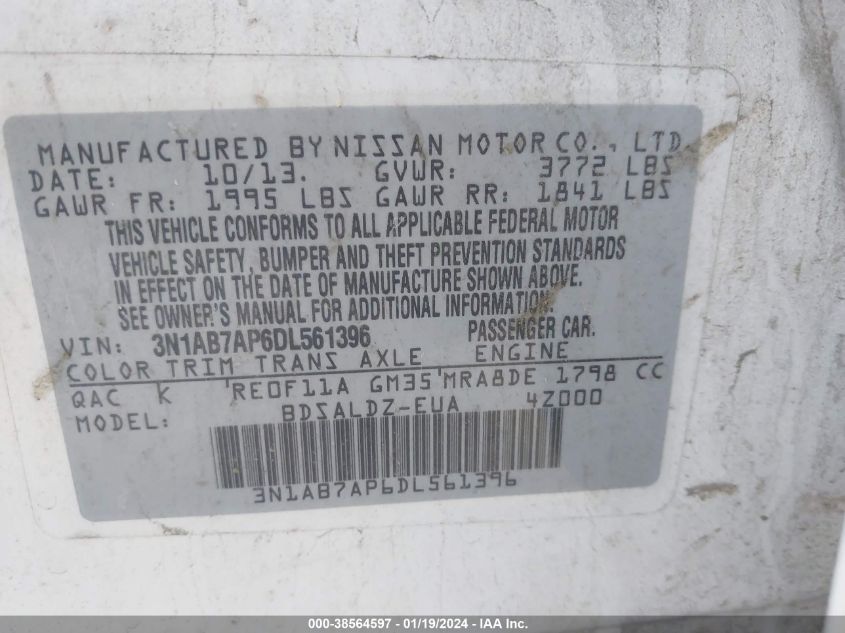 MANUFACTURED BY NISSAN MOTOR CO., LTD.
DATE: 10/13. GVWR: 3772 LBS
GAWR FR: 1995 LBS GAWR RR: 1841 LBS
THIS VEHICLE CONFORMS TO ALL APPLICABLE FEDERAL MOTOR
VEHICLE SAFETY, BUMPER AND THEFT PREVENTION STANDARDS
IN EFFECT ON THE DATE OF MANUFACTURE SHOWN ABOVE.
SEE OWNER'S MANUAL FOR ADDITIONAL INFORMATION.
VIN: 3N1AB7AP6DL561396 PASSENGER CAR.
COLOR TRIM TRANS AXLE ENGINE
QAC K RE0F11A GM35 MRA8DE 1798 CC
MODEL: BDSALDZ-EUA 4Z000
3N1AB7AP6DL561396
000-38564597 - 01/19/2024 - IAA Inc.